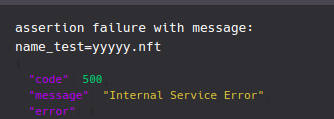 assertion failure with message:
name_test=yyyyy.nft
{
"code": 500,
"message": "Internal Service Error",
"error": {